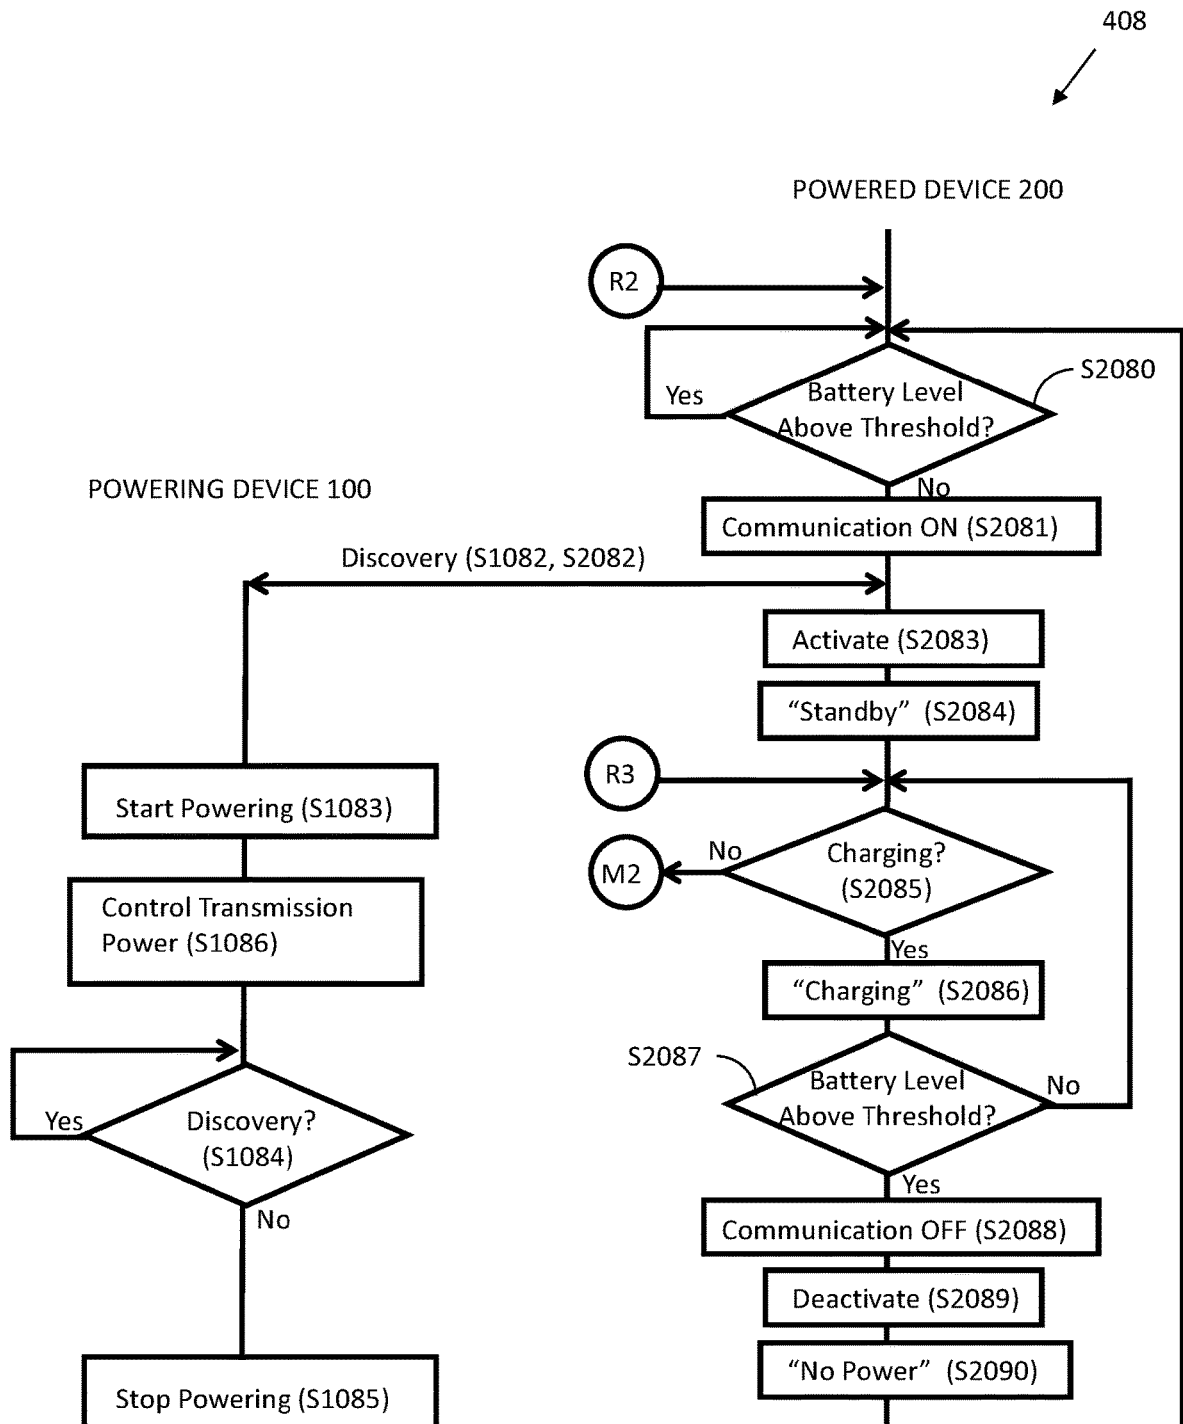 408
POWERED DEVICE 200
R2
S2080
Battery Level
Above Threshold?
Yes
No
POWERING DEVICE 100
Communication ON (S2081)
Discovery (S1082, S2082)
Activate (S2083)
“Standby” (S2084)
R3
Start Powering (S1083)
No
M2
Charging?
(S2085)
Control Transmission
Power (S1086)
Yes
“Charging” (S2086)
S2087
Battery Level
Above Threshold?
No
Yes
Discovery?
(S1084)
Yes
No
Communication OFF (S2088)
Deactivate (S2089)
“No Power” (S2090)
Stop Powering (S1085)